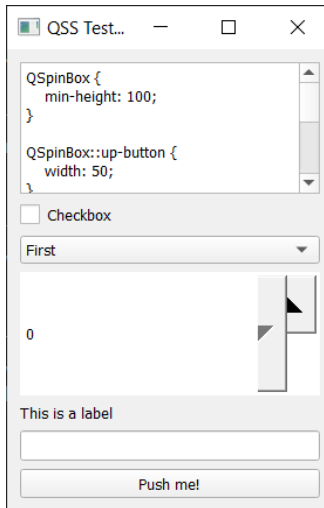 QSS Test...
QSpinBox {
    min-height: 100;
}

QSpinBox::up-button {
    width: 50;
}
Checkbox
First
0
This is a label
Push me!